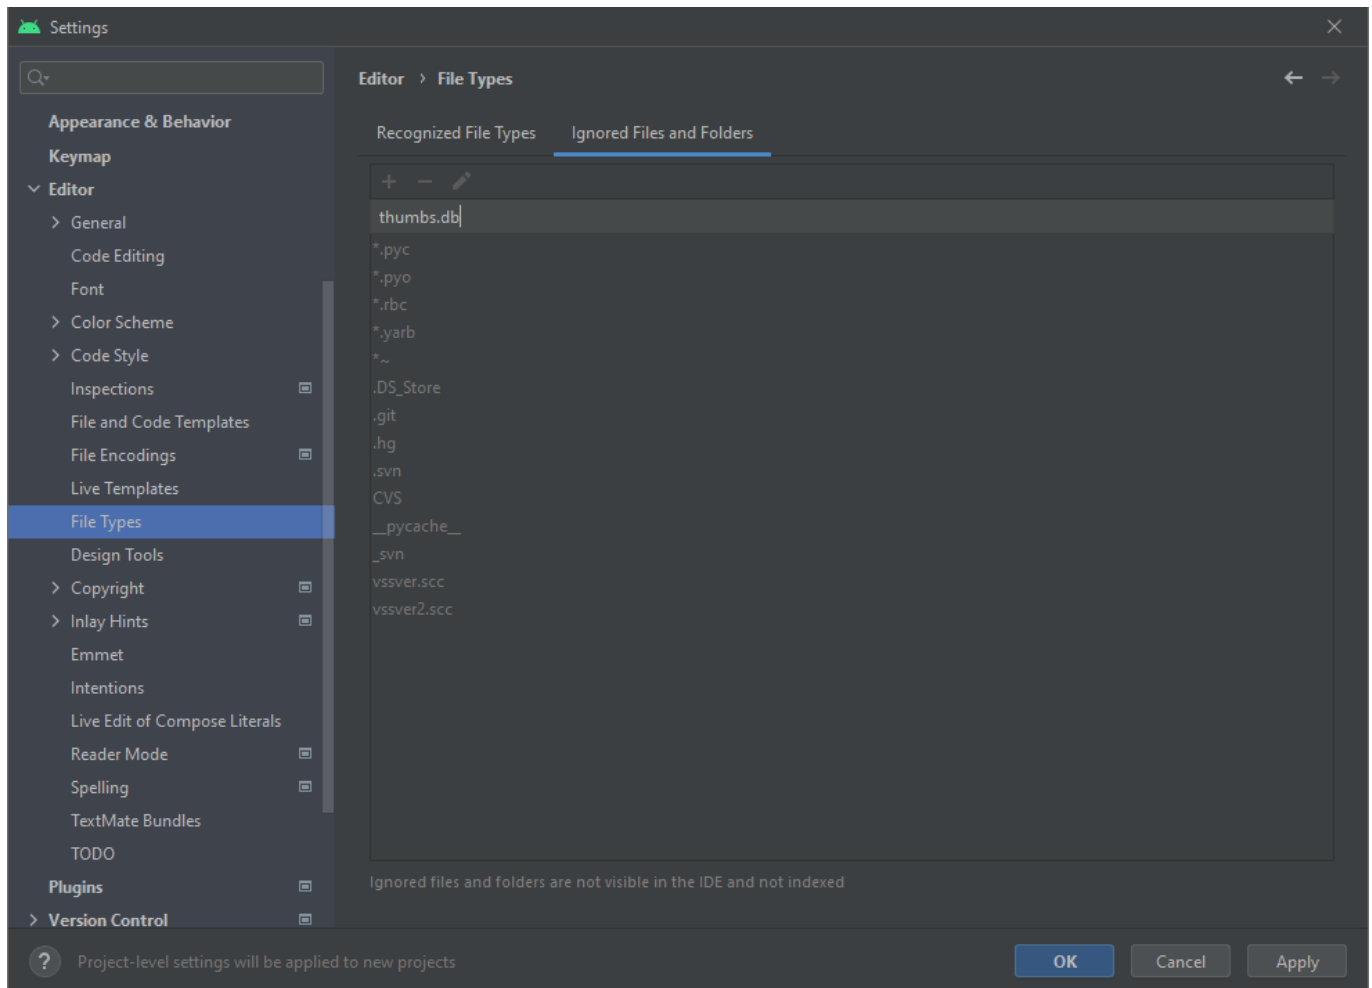 Settings
Editor › File Types
Appearance & Behavior
Keymap
Editor
General
Code Editing
Font
Color Scheme
Code Style
Inspections
File and Code Templates
File Encodings
Live Templates
File Types
Design Tools
Copyright
Inlay Hints
Emmet
Intentions
Live Edit of Compose Literals
Reader Mode
Spelling
TextMate Bundles
TODO
Plugins
Version Control
Recognized File Types
Ignored Files and Folders
thumbs.db
*.pyc
*.pyo
*.rbc
*.yarb
*~
.DS_Store
.git
.hg
.svn
CVS
__pycache__
_svn
vssver.scc
vssver2.scc
Ignored files and folders are not visible in the IDE and not indexed
? Project-level settings will be applied to new projects
OK
Cancel
Apply